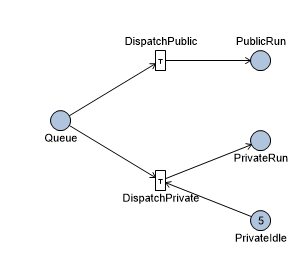 DispatchPublic
PublicRun
T
Queue
PrivateRun
T
DispatchPrivate
5
PrivateIdle